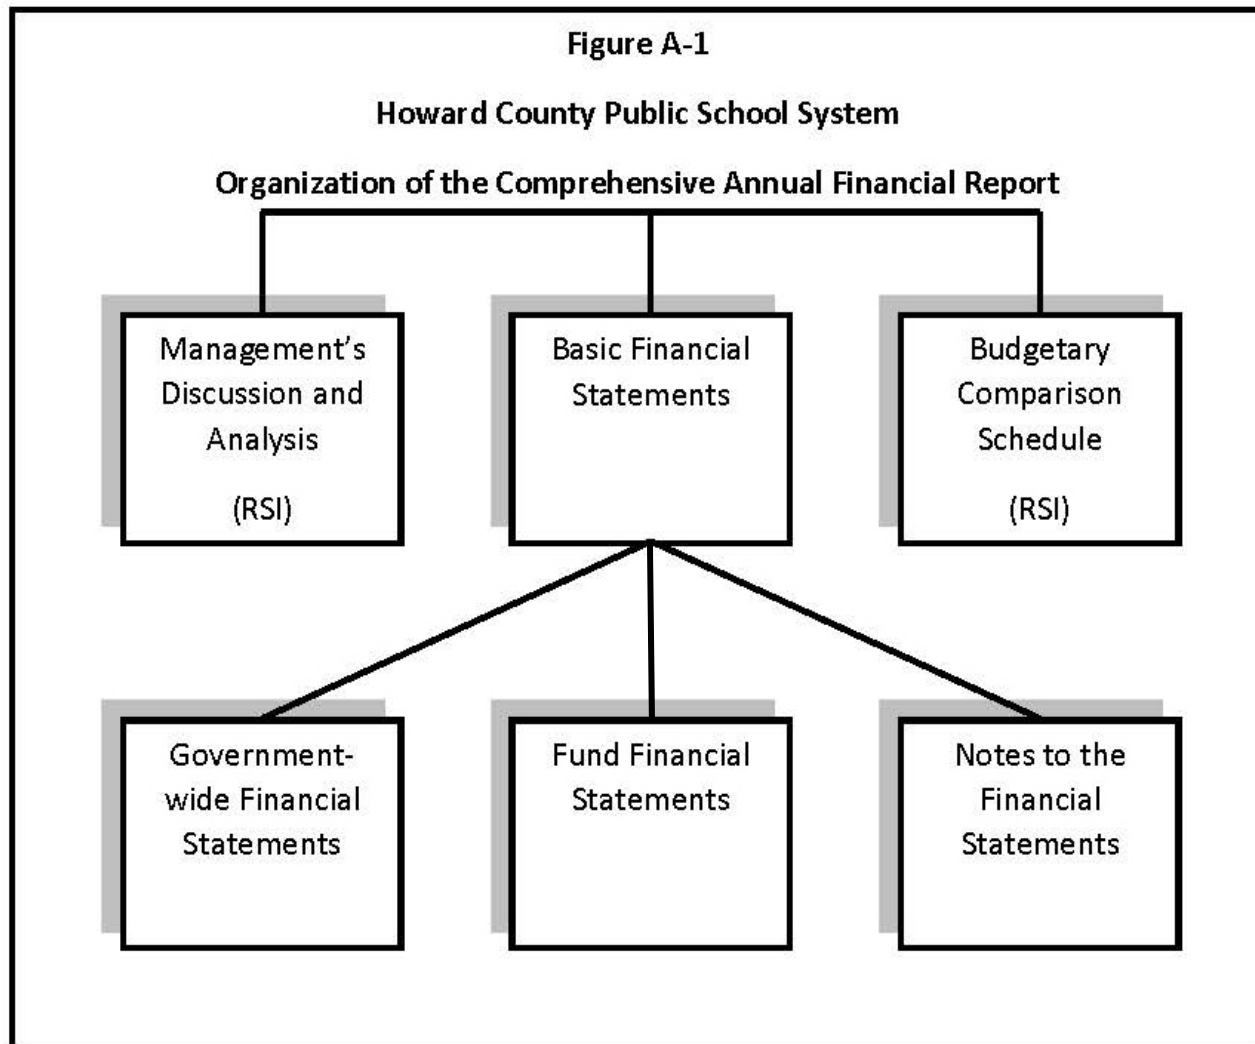 Figure A-1
Howard County Public School System
Organization of the Comprehensive Annual Financial Report
Management's
Discussion and
Analysis
(RSI)
Basic Financial
Statements
Budgetary
Comparison
Schedule
(RSI)
Government-
wide Financial
Statements
Fund Financial
Statements
Notes to the
Financial
Statements